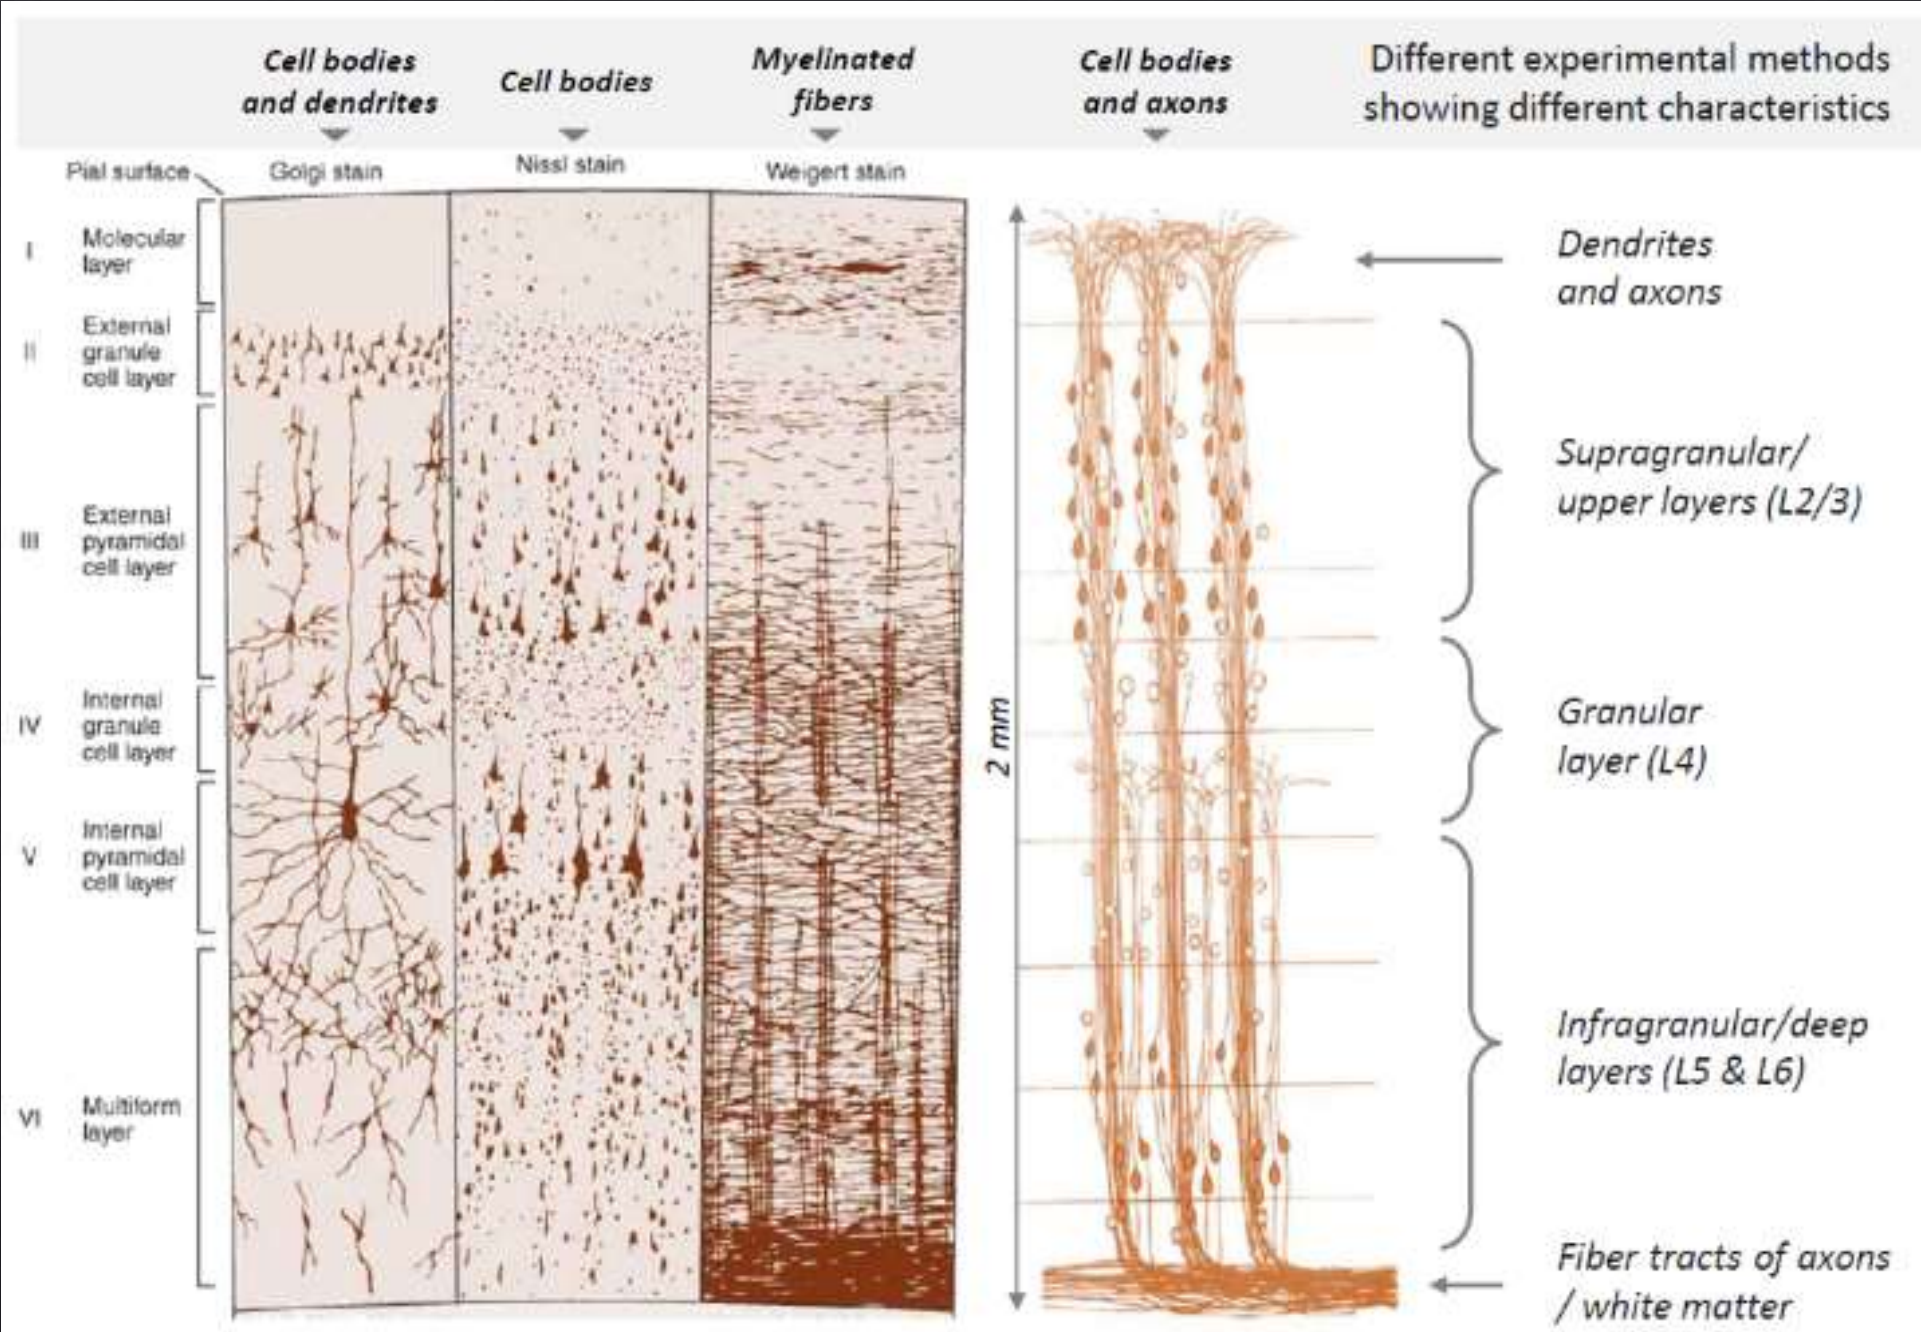 Cell bodies
and dendrites
Cell bodies
Myelinated
fibers
Cell bodies
and axons
Different experimental methods
showing different characteristics
Pial surface
Golgi stain
Nissl stain
Weigert stain
I
Molecular
layer
II
External
granule
cell layer
III
External
pyramidal
cell layer
IV
Internal
granule
cell layer
V
Internal
pyramidal
cell layer
VI
Multiform
layer
2 mm
Dendrites
and axons
Supragranular/
upper layers (L2/3)
Granular
layer (L4)
Infragranular/deep
layers (L5 & L6)
Fiber tracts of axons
/ white matter